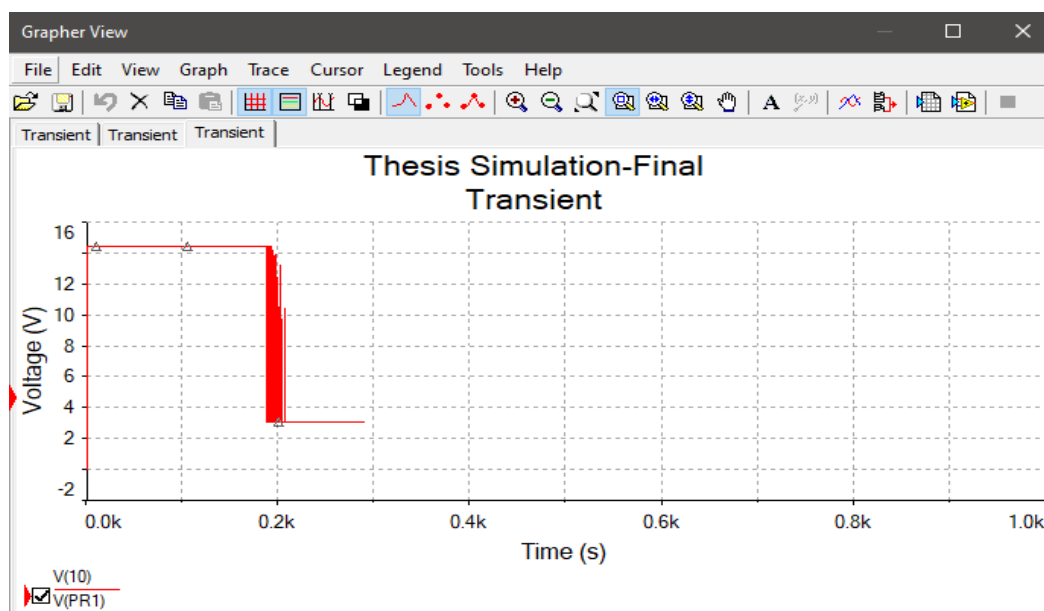 Grapher View
File Edit View Graph Trace Cursor Legend Tools Help
A (x,y)
Transient Transient Transient
Thesis Simulation-Final
Transient
Voltage (V)
16
12
10
8
6
4
2
-2
0.0k 0.2k 0.4k 0.6k 0.8k 1.0k
Time (s)
V(10)
V(PR1)